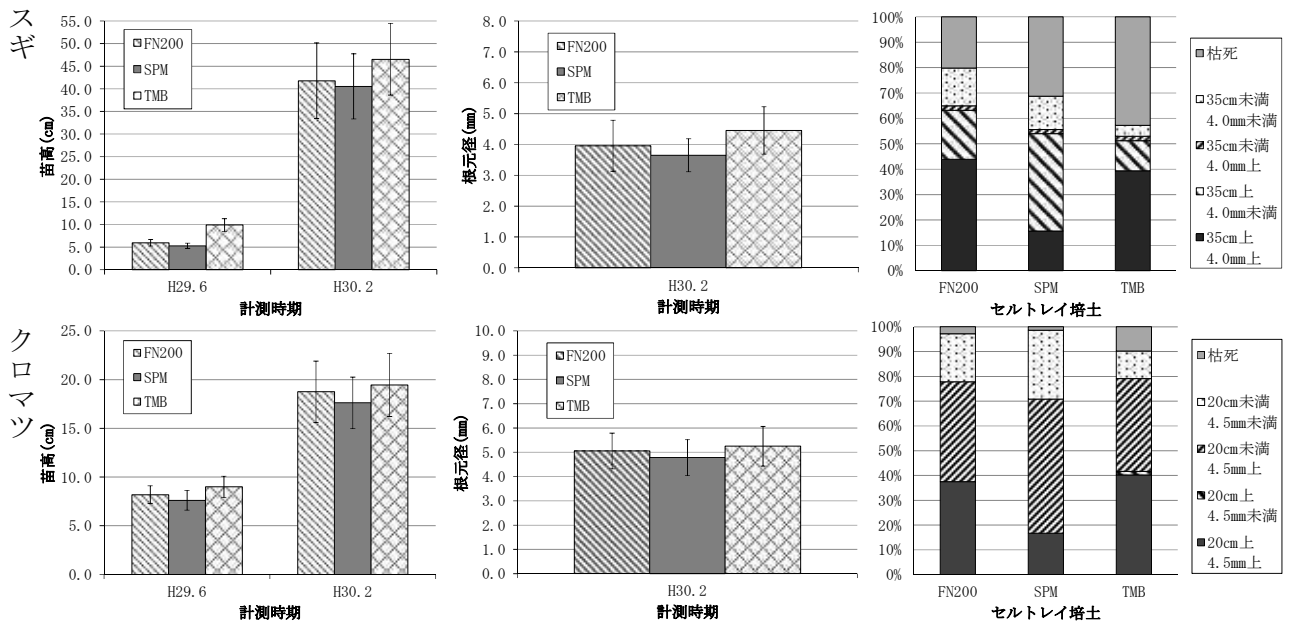 スギ
55.0
50.0
45.0
40.0
35.0
30.0
25.0
20.0
15.0
10.0
5.0
0.0
苗高(cm)
FN200
SPM
TMB
H29.6
H30.2
計測時期
8.0
7.0
6.0
5.0
4.0
3.0
2.0
1.0
0.0
根元径(mm)
FN200
SPM
TMB
H30.2
計測時期
100%
90%
80%
70%
60%
50%
40%
30%
20%
10%
0%
FN200
SPM
TMB
セルトレイ培土
枯死
35cm未満
4.0mm未満
35cm未満
4.0mm上
35cm上
4.0mm未満
35cm上
4.0mm上
クロマツ
25.0
20.0
15.0
10.0
5.0
0.0
苗高(cm)
FN200
SPM
TMB
H29.6
H30.2
計測時期
10.0
9.0
8.0
7.0
6.0
5.0
4.0
3.0
2.0
1.0
0.0
根元径(mm)
FN200
SPM
TMB
H30.2
計測時期
100%
90%
80%
70%
60%
50%
40%
30%
20%
10%
0%
FN200
SPM
TMB
セルトレイ培土
枯死
20cm未満
4.5mm未満
20cm未満
4.5mm上
20cm上
4.5mm未満
20cm上
4.5mm上